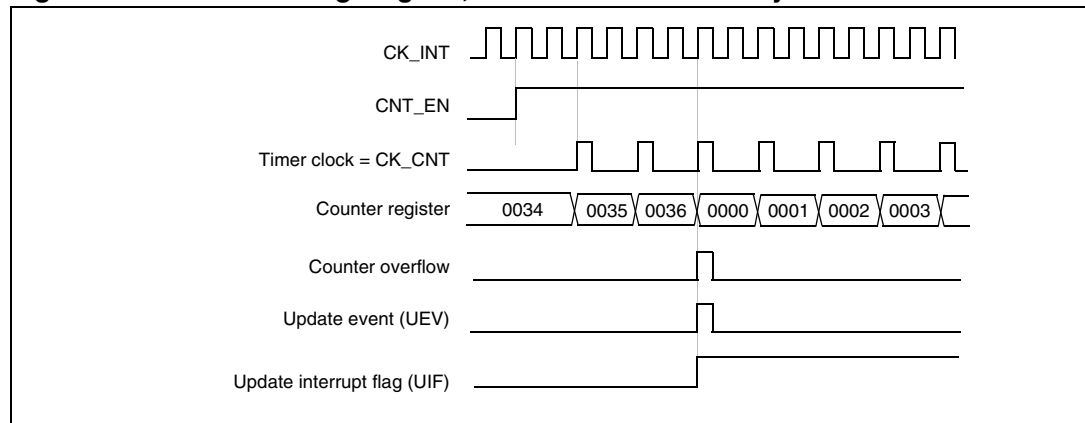 CK_INT
CNT_EN
Timer clock = CK_CNT
Counter register 0034 0035 0036 0000 0001 0002 0003
Counter overflow
Update event (UEV)
Update interrupt flag (UIF)